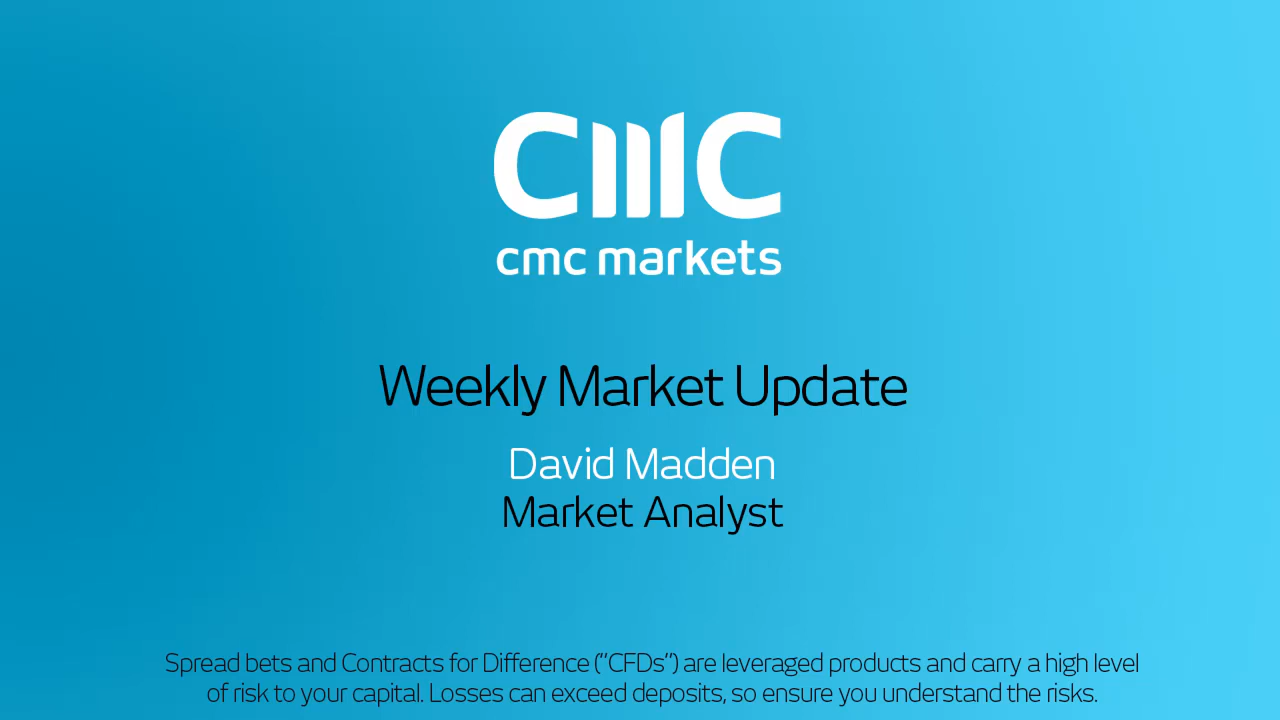 CMC
cmc markets
Weekly Market Update
David Madden
Market Analyst
Spread bets and Contracts for Difference ("CFDs") are leveraged products and carry a high level
of risk to your capital. Losses can exceed deposits, so ensure you understand the risks.